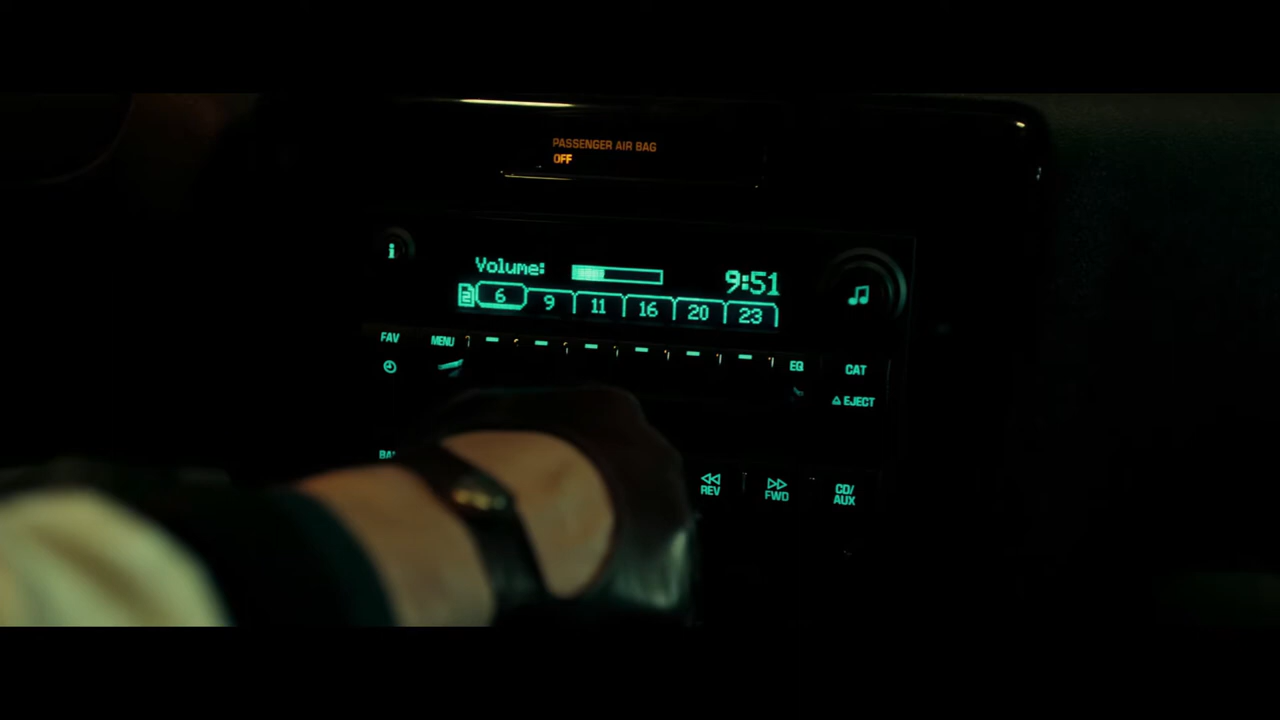 PASSENGER AIR BAG
OFF
i
Volume: 9:51
2 6 9 11 16 20 23
FAV MENU EQ CAT
EJECT
REV FWD CD/
AUX